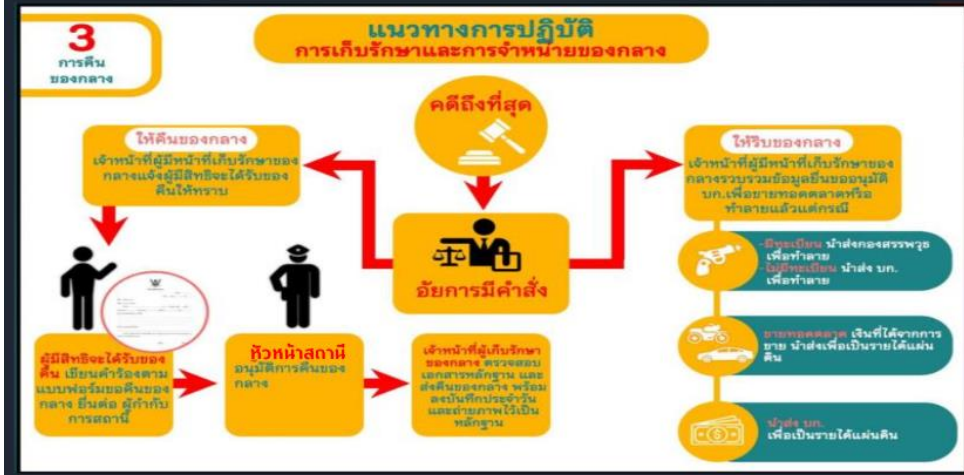 3
การคืน
ของกลาง
แนวทางการปฏิบัติ
การเก็บรักษาและการจำหน่ายของกลาง
คดีถึงที่สุด
ให้คืนของกลาง
เจ้าหน้าที่ผู้มีหน้าที่เก็บรักษาของ
กลางแจ้งผู้มีสิทธิจะได้รับของ
คืนให้ทราบ
อัยการมีคำสั่ง
ให้ริบของกลาง
เจ้าหน้าที่ผู้มีหน้าที่เก็บรักษาของ
กลางรวบรวมข้อมูลยื่นขออนุมัติ
บก.เพื่อขายทอดตลาดหรือ
ทำลายแล้วแต่กรณี
-มีทะเบียน นำส่งกองสรรพาวุธ
เพื่อทำลาย
-ไม่มีทะเบียน นำส่ง บก.
เพื่อทำลาย
ขายทอดตลาด เงินที่ได้จากการ
ขาย นำส่งเพื่อเป็นรายได้แผ่น
ดิน
นำส่ง บก.
เพื่อเป็นรายได้แผ่นดิน
ผู้มีสิทธิจะได้รับของ
คืน เขียนคำร้องตาม
แบบฟอร์มขอคืนของ
กลาง ยื่นต่อ ผู้กำกับ
การสถานี
หัวหน้าสถานี
อนุมัติการคืนของ
กลาง
เจ้าหน้าที่ผู้เก็บรักษา
ของกลาง ตรวจสอบ
เอกสารหลักฐาน และ
ส่งคืนของกลาง พร้อม
ลงบันทึกประจำวัน
และถ่ายภาพไว้เป็น
หลักฐาน